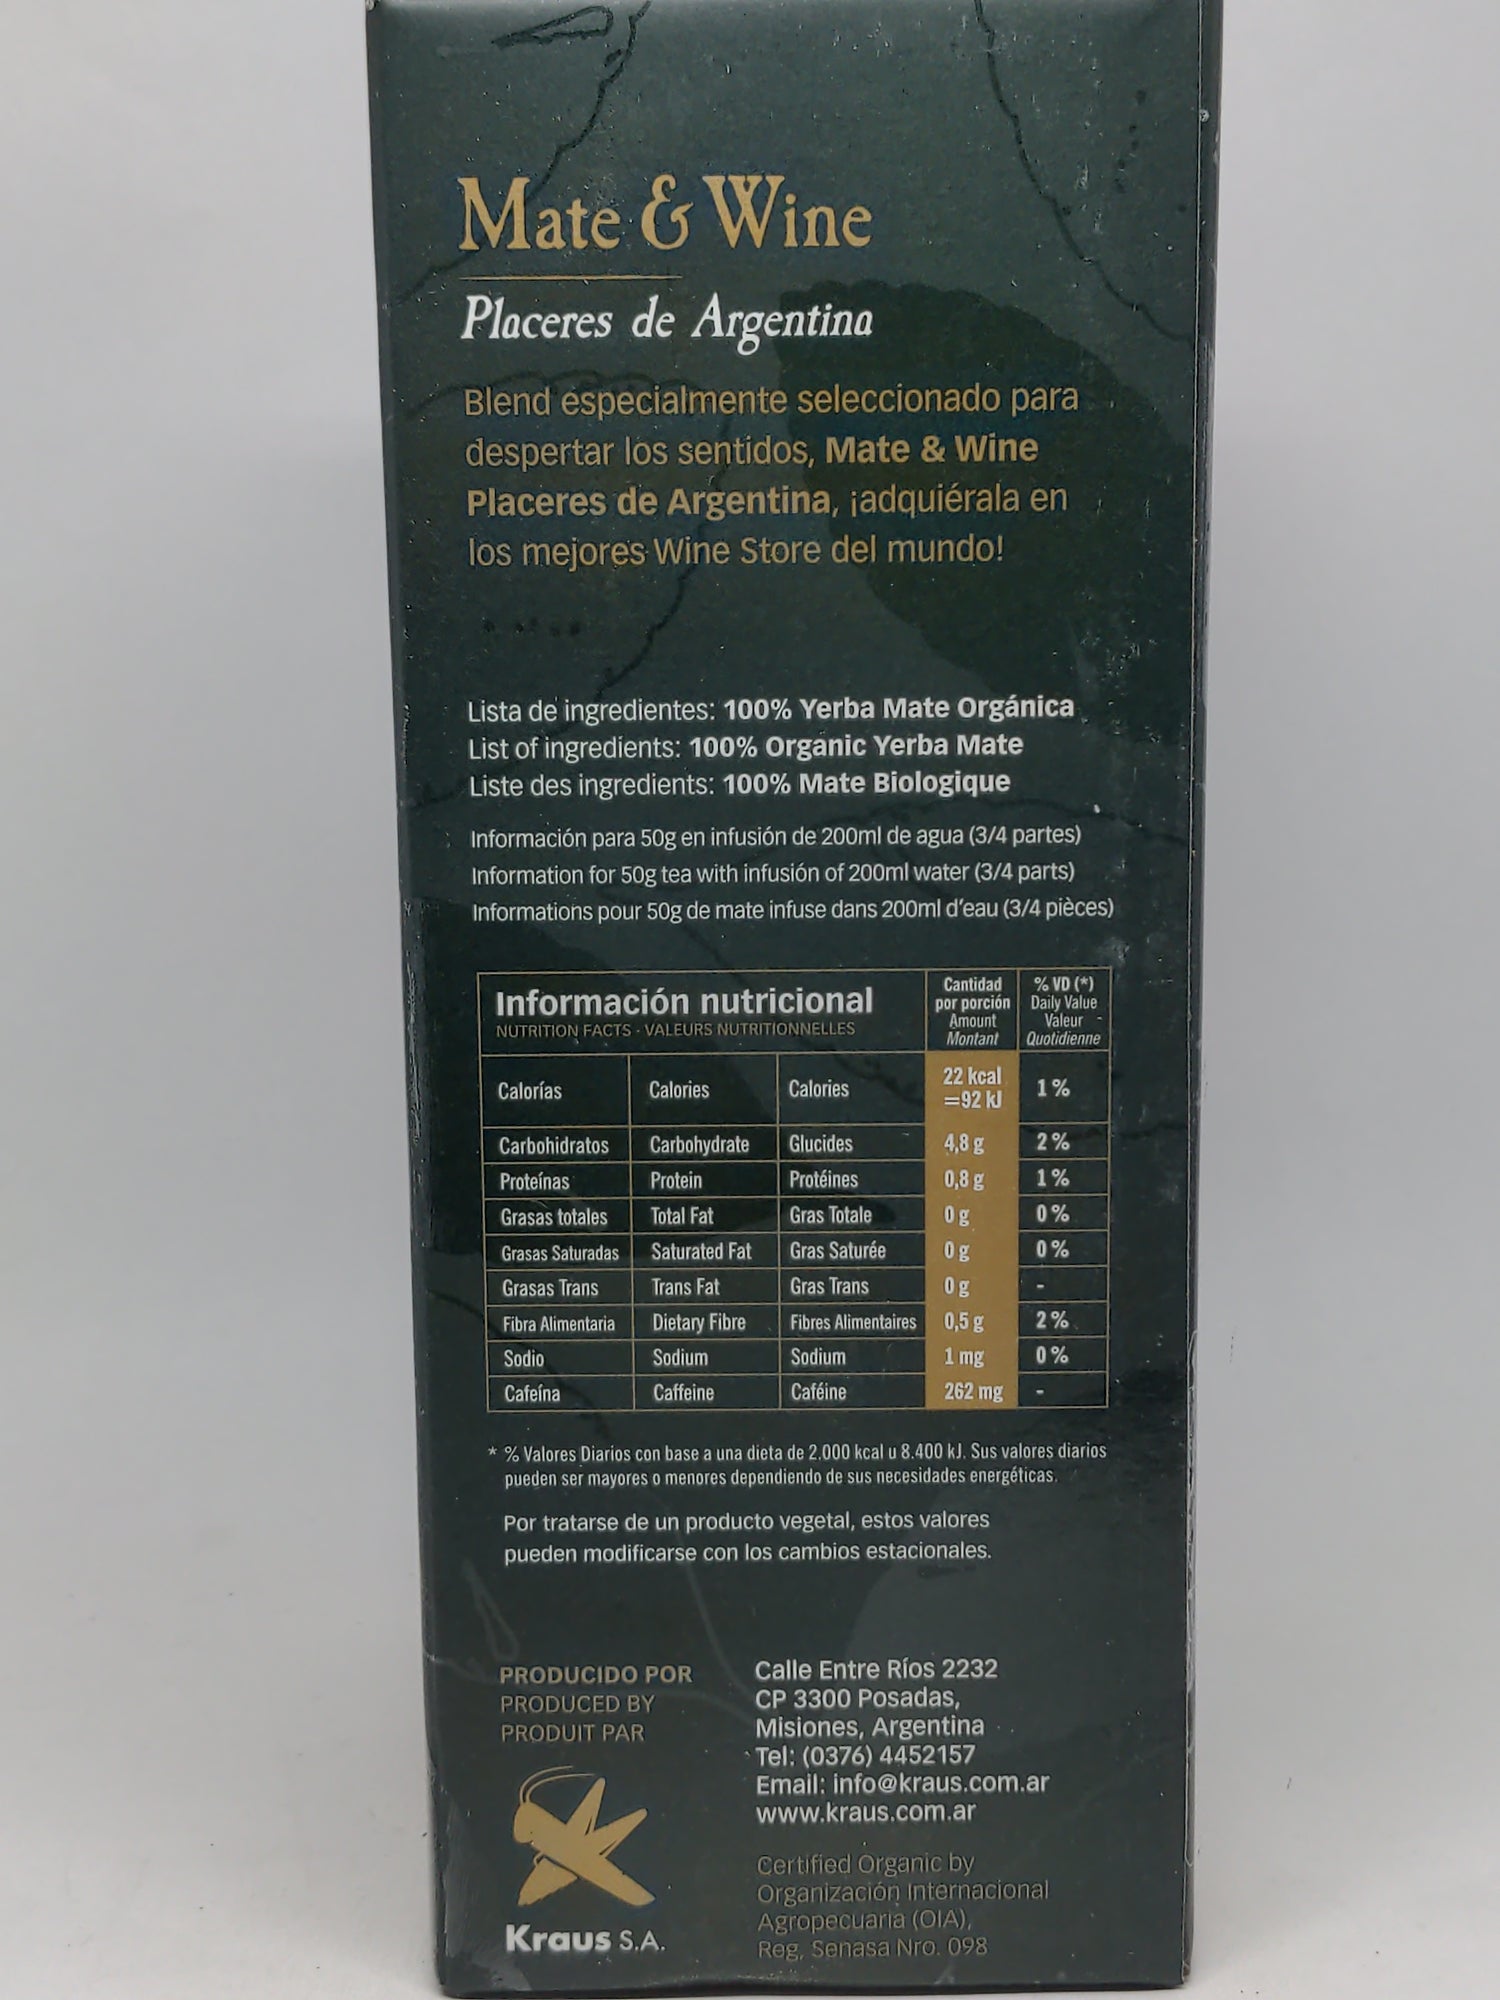 Mate & Wine
Placeres de Argentina
Blend especialmente seleccionado para
despertar los sentidos, Mate & Wine
Placeres de Argentina, ¡adquiérala en
los mejores Wine Store del mundo!
Lista de ingredientes: 100% Yerba Mate Orgánica
List of ingredients: 100% Organic Yerba Mate
Liste des ingredients: 100% Mate Biologique
Información para 50g en infusión de 200ml de agua (3/4 partes)
Information for 50g tea with infusión of 200ml water (3/4 parts)
Informations pour 50g de mate infuse dans 200ml d'eau (3/4 pièces)
Información nutricional
NUTRITION FACTS - VALEURS NUTRITIONNELLES
Cantidad
por porción
Amount
Montant
% VD (*)
Daily Value
Valeur
Quotidienne
Calorías Calories Calories 22 kcal =92 kJ 1%
Carbohidratos Carbohydrate Glucides 4,8 g 2%
Proteínas Protein Protéines 0,8 g 1%
Grasas totales Total Fat Gras Totale 0 g 0%
Grasas Saturadas Saturated Fat Gras Saturée 0 g 0%
Grasas Trans Trans Fat Gras Trans 0 g -
Fibra Alimentaria Dietary Fibre Fibres Alimentaires 0,5 g 2%
Sodio Sodium Sodium 1 mg 0%
Cafeína Caffeine Caféine 262 mg -
* % Valores Diarios con base a una dieta de 2.000 kcal u 8.400 kJ. Sus valores diarios
pueden ser mayores o menores dependiendo de sus necesidades energéticas.
Por tratarse de un producto vegetal, estos valores
pueden modificarse con los cambios estacionales.
PRODUCIDO POR
PRODUCED BY
PRODUIT PAR
Kraus S.A.
Calle Entre Ríos 2232
CP 3300 Posadas,
Misiones, Argentina
Tel: (0376) 4452157
Email: info@kraus.com.ar
www.kraus.com.ar
Certified Organic by
Organización Internacional
Agropecuaria (OIA),
Reg. Senasa Nro. 098